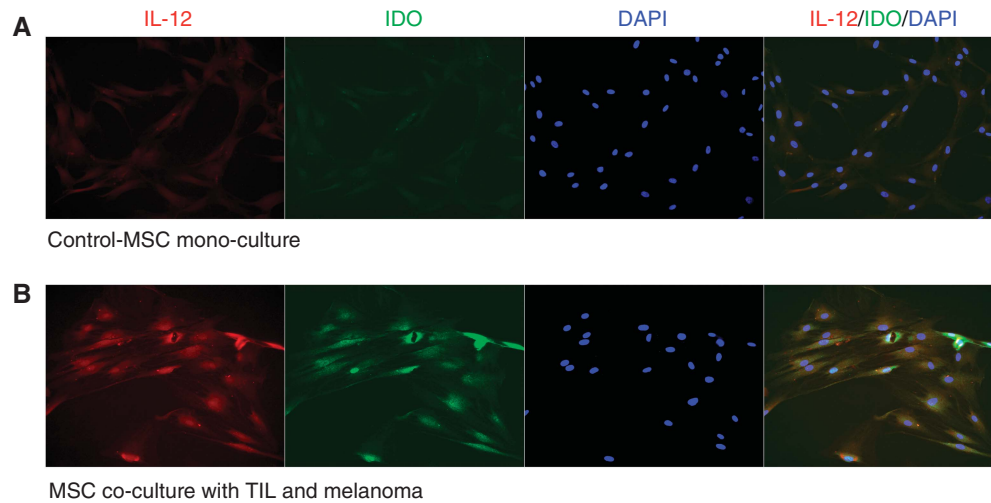 IL-12 IDO DAPI IL-12/IDO/DAPI
A
Control-MSC mono-culture
B
MSC co-culture with TIL and melanoma